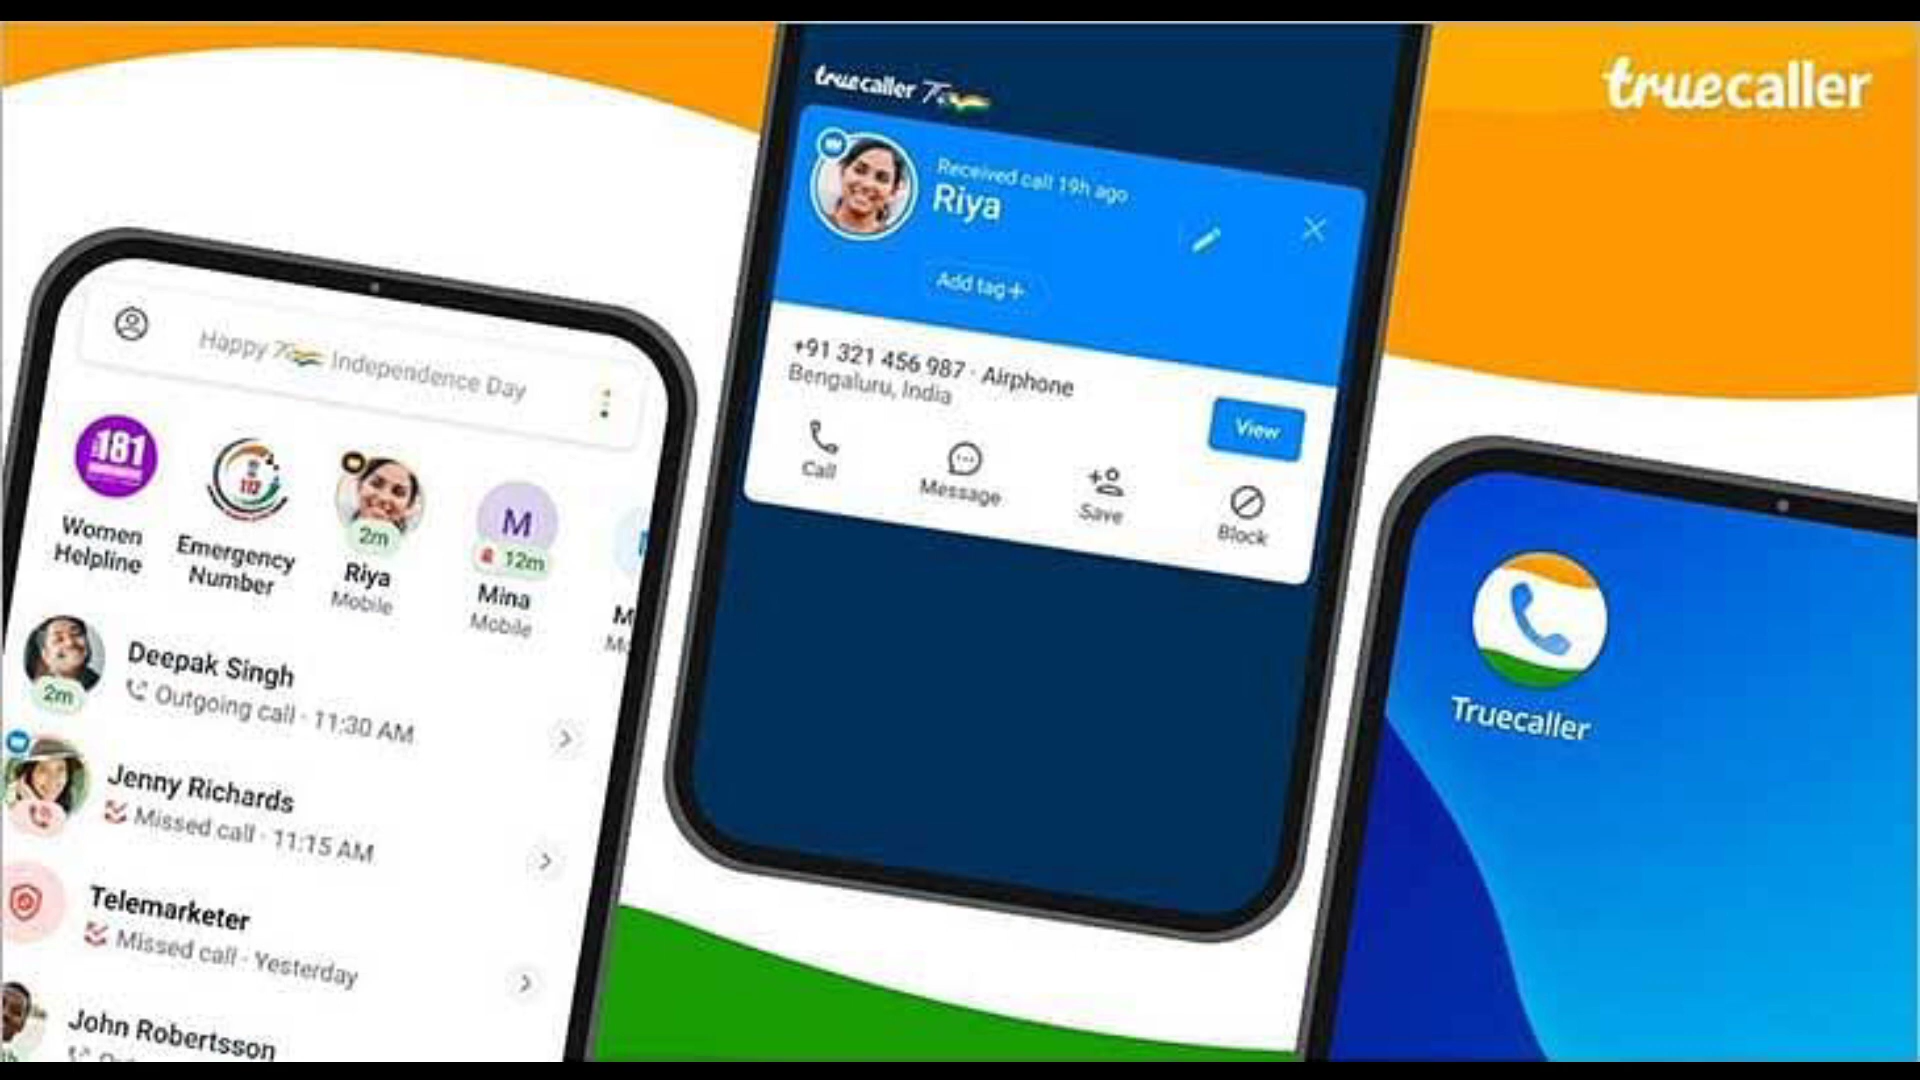 truecaller
Happy 75 Independence Day
181
Women
Helpline
112
Emergency
Number
2m
Riya
Mobile
M
12m
Mina
Mobile
M
2m
Deepak Singh
Outgoing call · 11:30 AM
Jenny Richards
Missed call · 11:15 AM
Telemarketer
Missed call · Yesterday
John Robertsson
truecaller 75
Received call 19h ago
Riya
Add tag+
+91 321 456 987 · Airphone
Bengaluru, India
View
Call
Message
Save
Block
Truecaller